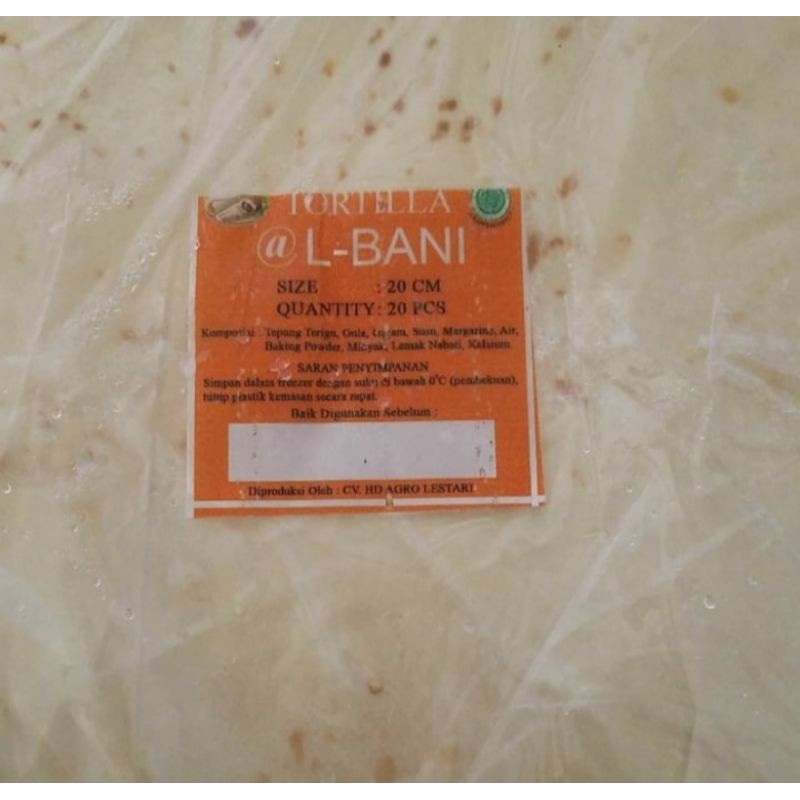 TORTILLA
@L-BANI
SIZE : 20 CM
QUANTITY : 20 PCS
Komposisi : Tepung Terigu, Gula, Garam, Susu, Margarine, Air,
Baking Powder, Minyak, Lemak Nabati, Kalsium
SARAN PENYIMPANAN
Simpan dalam freezer dengan suhu di bawah 0°C (pembekuan),
tutup plastik kemasan secara rapat.
Baik Digunakan Sebelum :
Diproduksi Oleh : CV. HD AGRO LESTARI